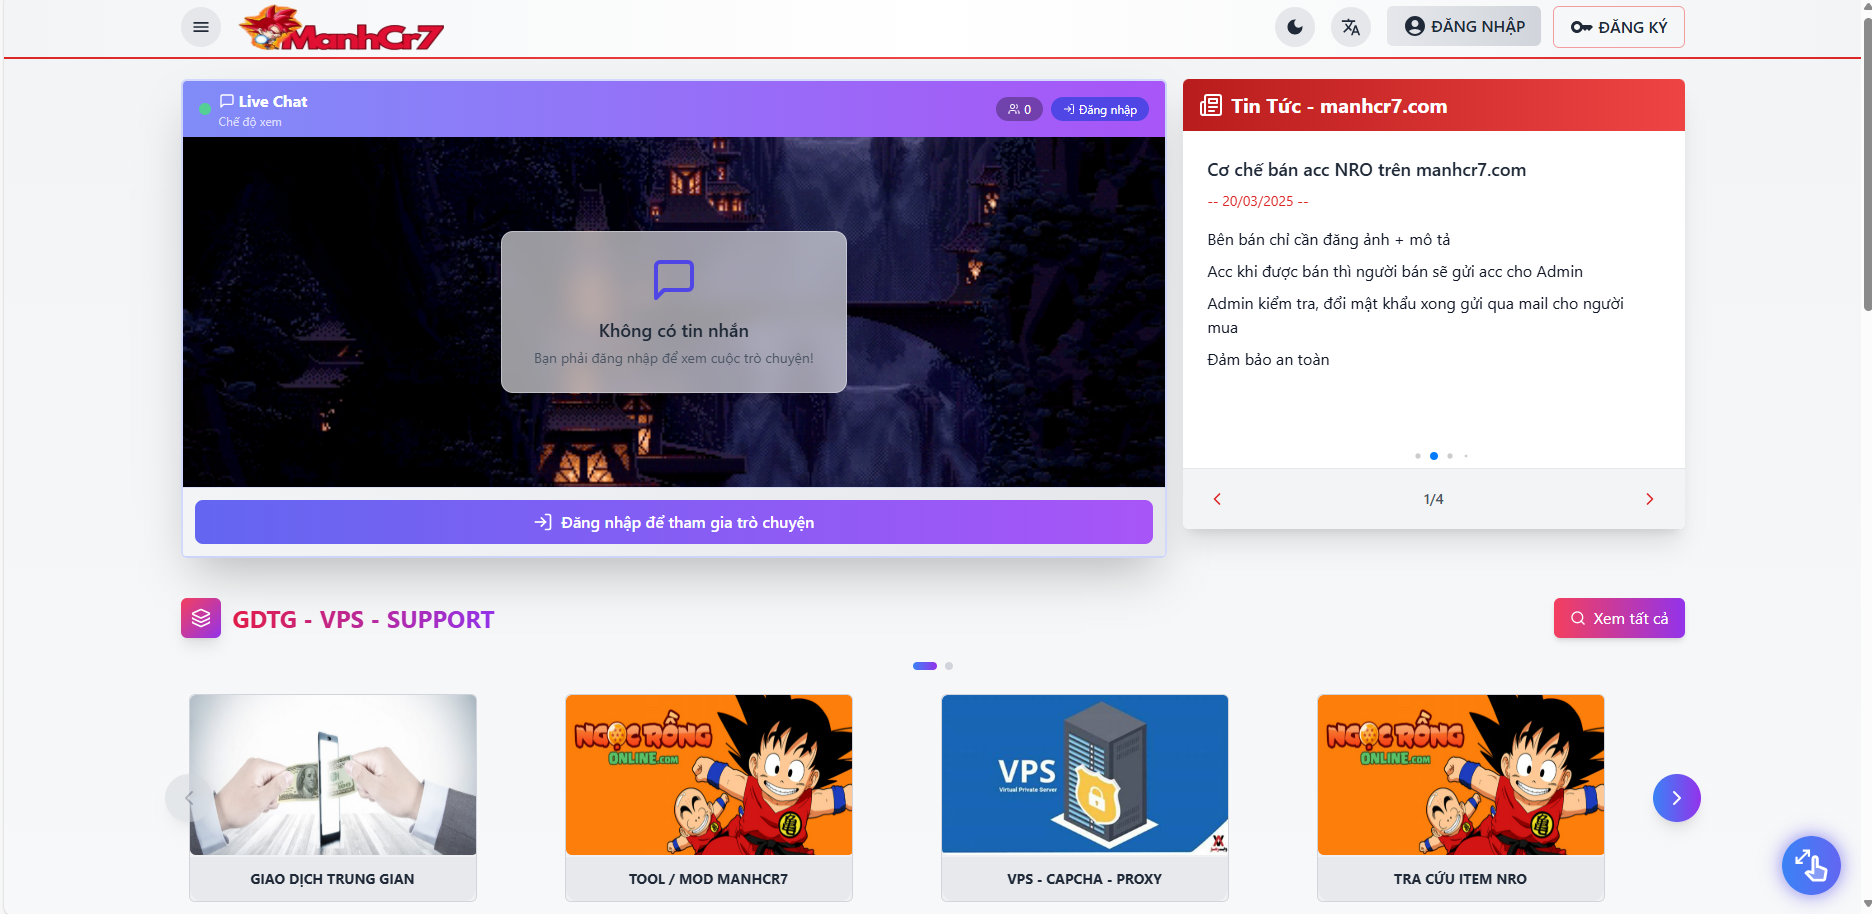 ManhCr7
ĐĂNG NHẬP
ĐĂNG KÝ
Live Chat
Chế độ xem
0
Đăng nhập
Không có tin nhắn
Bạn phải đăng nhập để xem cuộc trò chuyện!
Đăng nhập để tham gia trò chuyện
Tin Tức - manhcr7.com
Cơ chế bán acc NRO trên manhcr7.com
-- 20/03/2025 --
Bên bán chỉ cần đăng ảnh + mô tả
Acc khi được bán thì người bán sẽ gửi acc cho Admin
Admin kiểm tra, đổi mật khẩu xong gửi qua mail cho người
mua
Đảm bảo an toàn
1/4
GDTG - VPS - SUPPORT
Xem tất cả
GIAO DỊCH TRUNG GIAN
NGỌC RỒNG
ONLINE.COM
TOOL / MOD MANHCR7
VPS
Virtual Private Server
VPS - CAPCHA - PROXY
NGỌC RỒNG
ONLINE.COM
TRA CỨU ITEM NRO